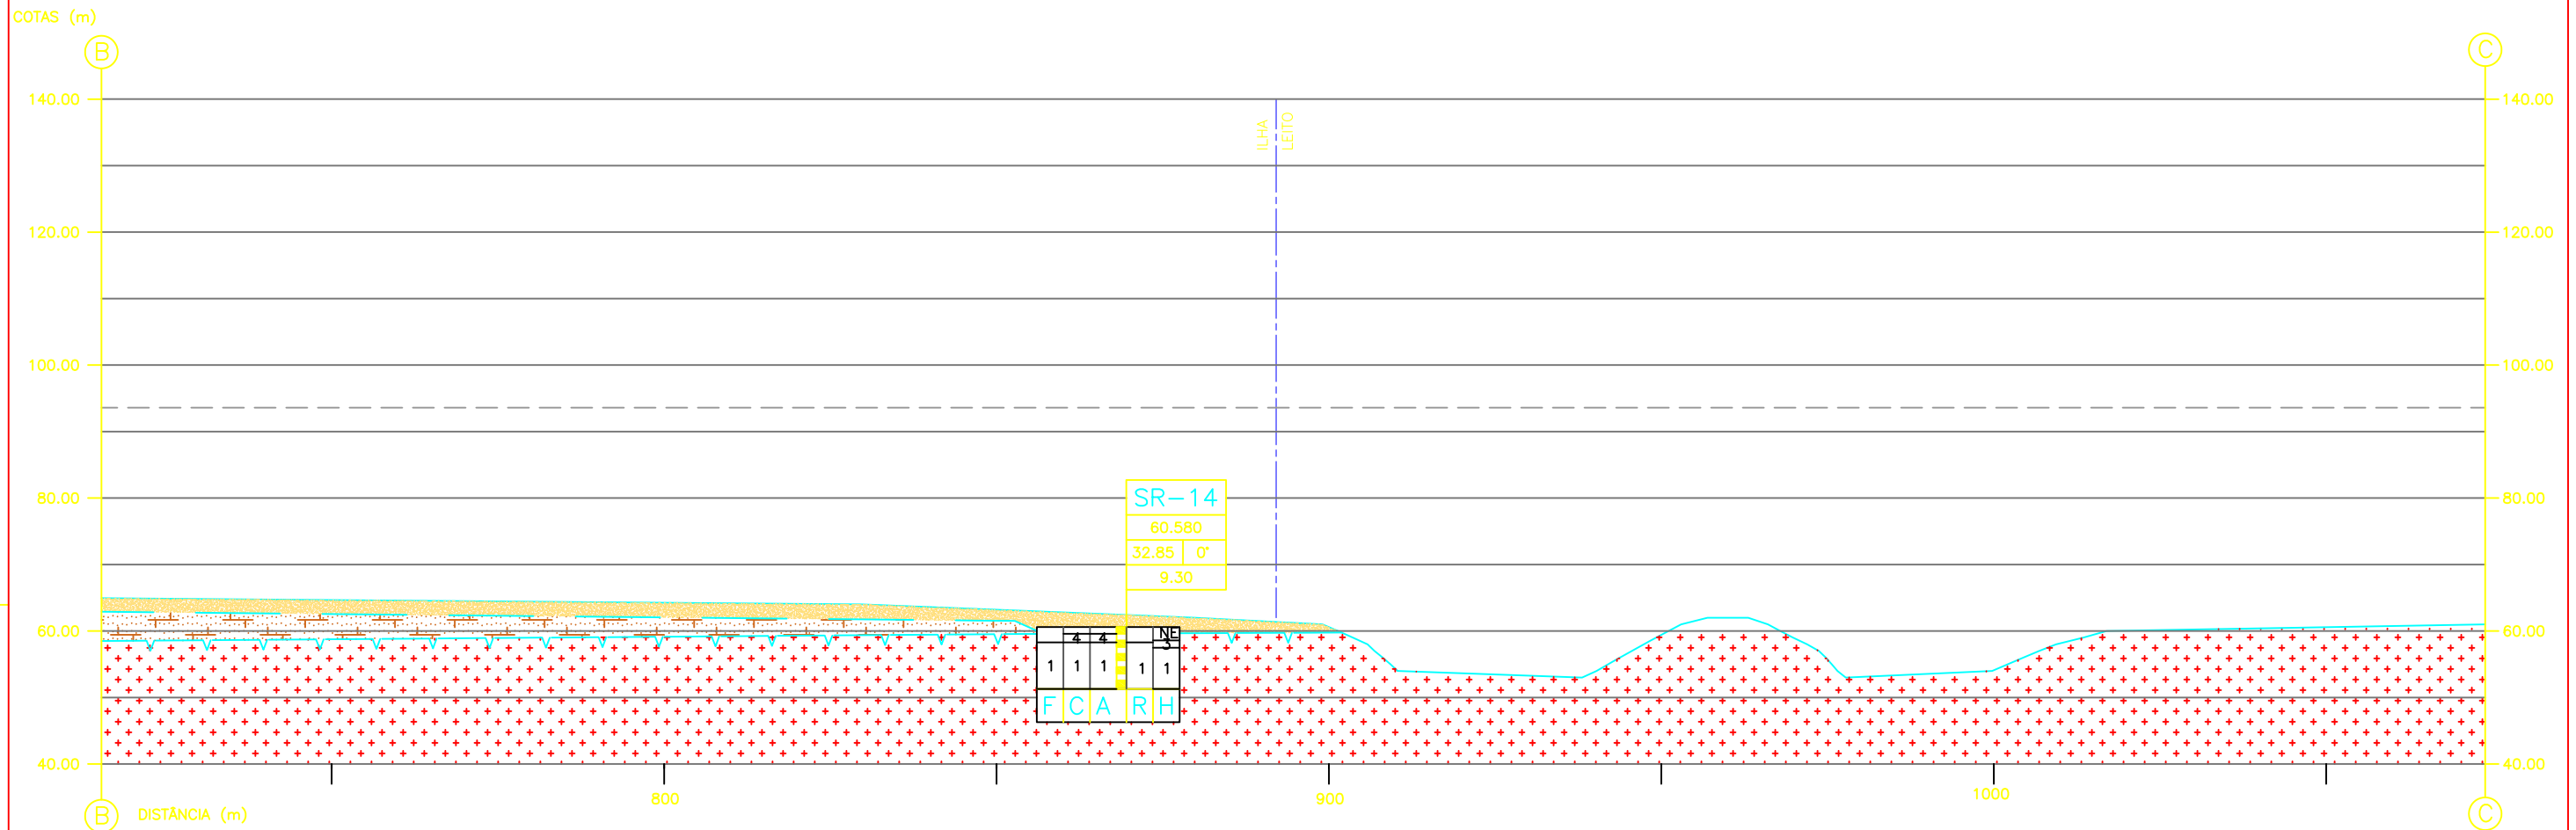 COTAS (m)
B
C
140.00
140.00
ILHA
LEITO
120.00
120.00
100.00
100.00
80.00
80.00
SR-14
60.580
32.85 0°
9.30
60.00
60.00
4 4 NE
3
1 1 1 1 1
F C A R H
40.00
40.00
800
900
1000
B
DISTÂNCIA (m)
C